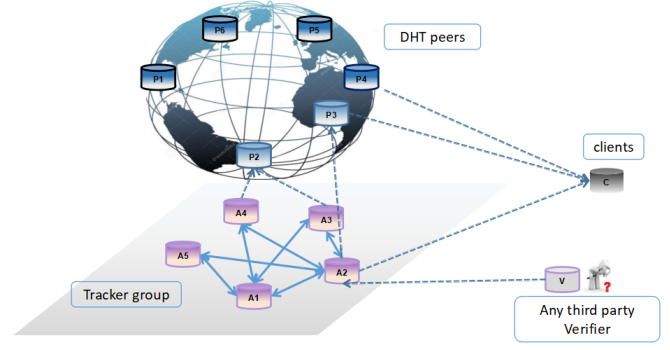 P6
P5
DHT peers
P1
P4
P3
clients
P2
C
A4
A3
A5
A2
V
?
Tracker group
A1
Any third party
Verifier